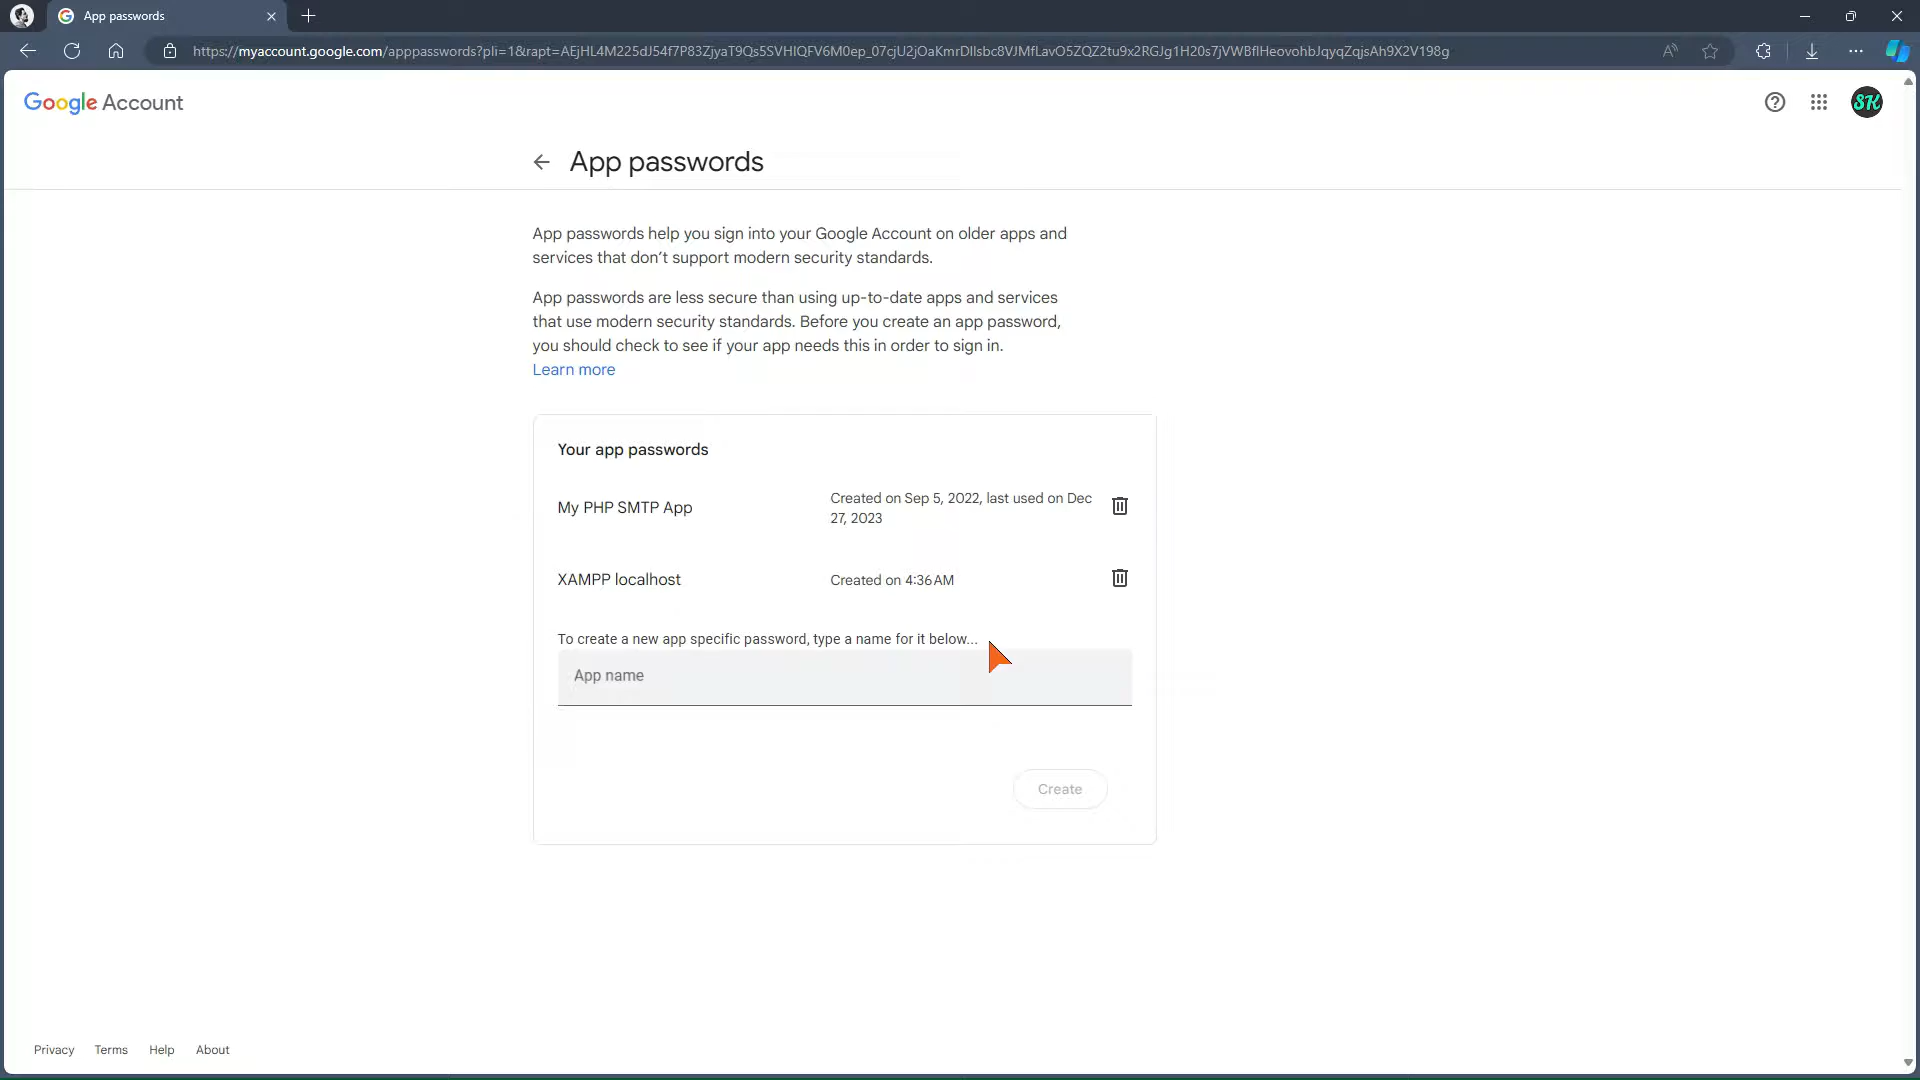 App passwords
https://myaccount.google.com/apppasswords?pli=1&rapt=AEjHL4M225dJ54f7P83ZjyaT9Qs5SVHIQFV6M0ep_07cjU2jOaKmrDIlsbc8VJMfLavO5ZQZ2tu9x2RGJg1H20s7jVWBflHeovohbJqyqZqjsAh9X2V198g
Google Account
SK
App passwords
App passwords help you sign into your Google Account on older apps and
services that don’t support modern security standards.
App passwords are less secure than using up-to-date apps and services
that use modern security standards. Before you create an app password,
you should check to see if your app needs this in order to sign in.
Learn more
Your app passwords
My PHP SMTP App
Created on Sep 5, 2022, last used on Dec
27, 2023
XAMPP localhost
Created on 4:36 AM
To create a new app specific password, type a name for it below...
App name
Create
Privacy Terms Help About